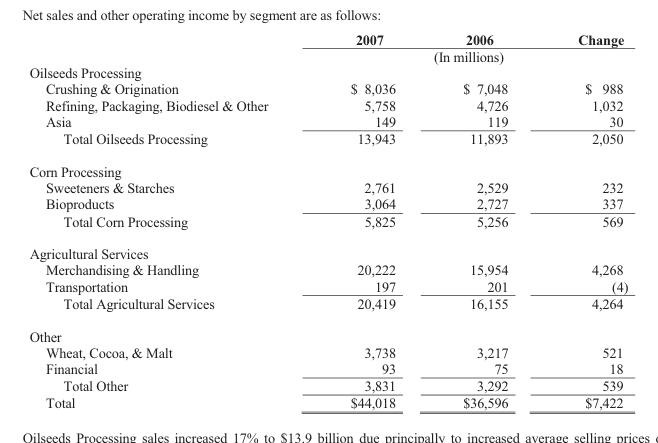 Net sales and other operating income by segment are as follows:
2007 2006 Change
(In millions)
Oilseeds Processing
Crushing & Origination $ 8,036 $ 7,048 $ 988
Refining, Packaging, Biodiesel & Other 5,758 4,726 1,032
Asia 149 119 30
Total Oilseeds Processing 13,943 11,893 2,050
Corn Processing
Sweeteners & Starches 2,761 2,529 232
Bioproducts 3,064 2,727 337
Total Corn Processing 5,825 5,256 569
Agricultural Services
Merchandising & Handling 20,222 15,954 4,268
Transportation 197 201 (4)
Total Agricultural Services 20,419 16,155 4,264
Other
Wheat, Cocoa, & Malt 3,738 3,217 521
Financial 93 75 18
Total Other 3,831 3,292 539
Total $44,018 $36,596 $7,422
Oilseeds Processing sales increased 17% to $13.9 billion due principally to increased average selling prices